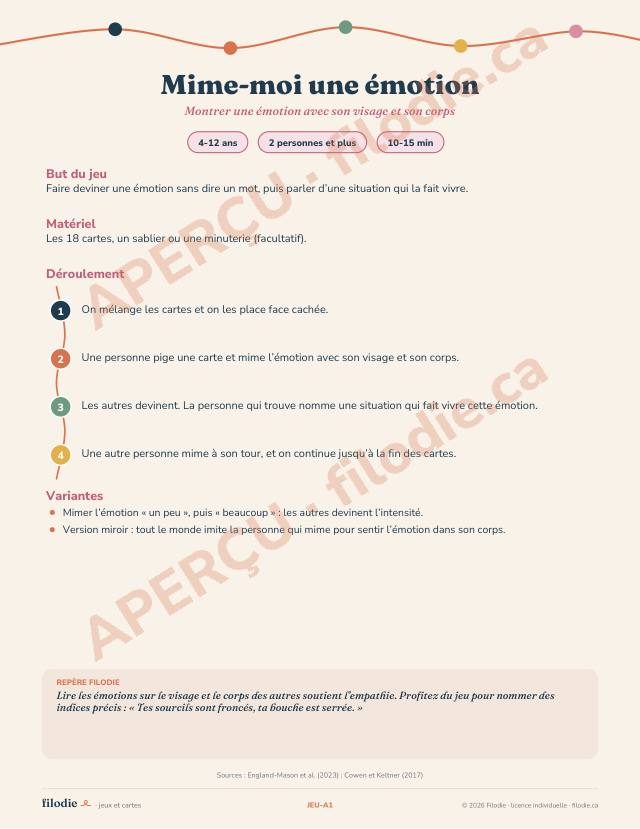 Mime-moi une émotion
Montrer une émotion avec son visage et son corps
4-12 ans
2 personnes et plus
10-15 min
But du jeu
Faire deviner une émotion sans dire un mot, puis parler d’une situation qui la fait vivre.
Matériel
Les 18 cartes, un sablier ou une minuterie (facultatif).
Déroulement
1 On mélange les cartes et on les place face cachée.
2 Une personne pige une carte et mime l’émotion avec son visage et son corps.
3 Les autres devinent. La personne qui trouve nomme une situation qui fait vivre cette émotion.
4 Une autre personne mime à son tour, et on continue jusqu’à la fin des cartes.
Variantes
• Mimer l’émotion « un peu », puis « beaucoup » : les autres devinent l’intensité.
• Version miroir : tout le monde imite la personne qui mime pour sentir l’émotion dans son corps.
APERÇU · filodie.ca
APERÇU · filodie.ca
REPÈRE FILODIE
Lire les émotions sur le visage et le corps des autres soutient l’empathie. Profitez du jeu pour nommer des
indices précis : « Tes sourcils sont froncés, ta bouche est serrée. »
Sources : England-Mason et al. (2023) ; Cowen et Keltner (2017)
filodie · jeux et cartes
JEU-A1
© 2026 Filodie · licence individuelle · filodie.ca